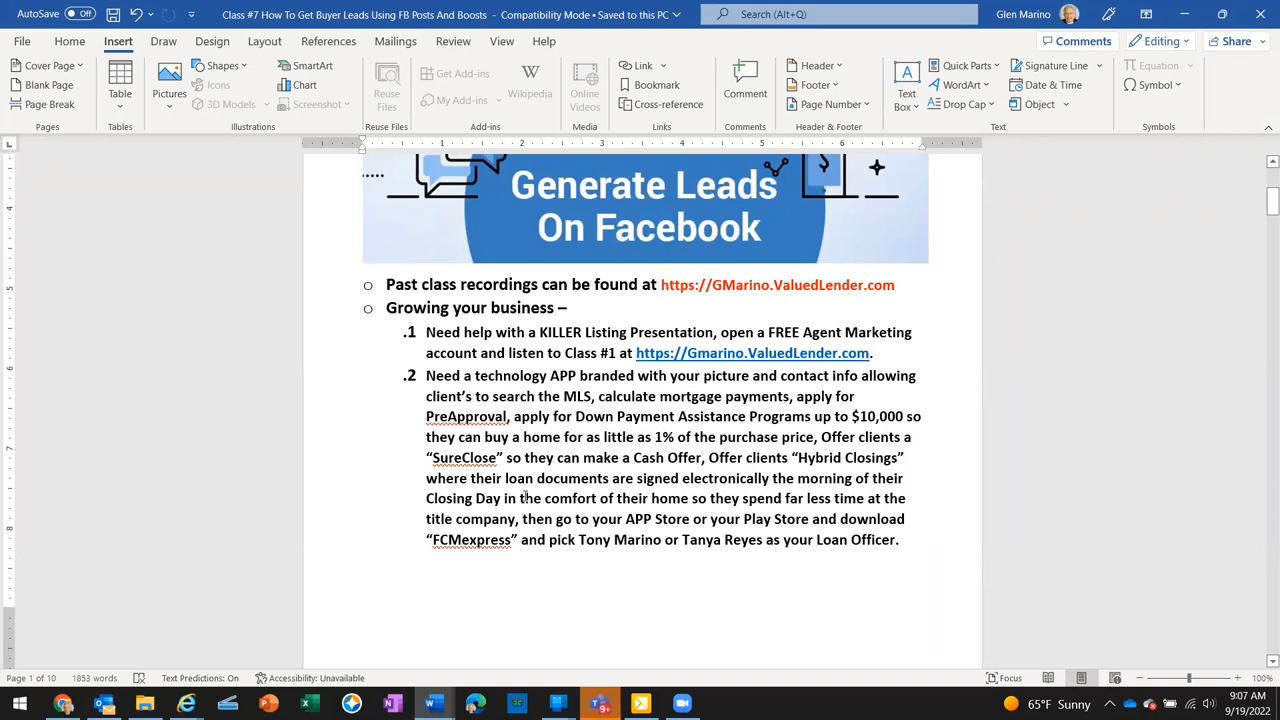 AutoSave Off Class #7 How To Get Buyer Leads Using FB Posts And Boosts - Compatibility Mode • Saved to this PC Search (Alt+Q) Glen Marino
File Home Insert Draw Design Layout References Mailings Review View Help Comments Editing Share
Cover Page
Blank Page
Page Break
Pages
Table
Tables
Pictures
Shapes
Icons
3D Models
SmartArt
Chart
Screenshot
Illustrations
Reuse
Files
Reuse Files
Get Add-ins
My Add-ins
Wikipedia
Add-ins
Online
Videos
Media
Link
Bookmark
Cross-reference
Links
Comment
Comments
Header
Footer
Page Number
Header & Footer
Text
Box
Quick Parts
WordArt
Drop Cap
Signature Line
Date & Time
Object
Text
Equation
Symbol
Symbols
1 2 3 4 5 6
4
5
6
7
8
Generate Leads
On Facebook
$
o Past class recordings can be found at https://GMarino.ValuedLender.com
o Growing your business –
.1 Need help with a KILLER Listing Presentation, open a FREE Agent Marketing
account and listen to Class #1 at https://Gmarino.ValuedLender.com.
.2 Need a technology APP branded with your picture and contact info allowing
client’s to search the MLS, calculate mortgage payments, apply for
PreApproval, apply for Down Payment Assistance Programs up to $10,000 so
they can buy a home for as little as 1% of the purchase price, Offer clients a
“SureClose” so they can make a Cash Offer, Offer clients “Hybrid Closings”
where their loan documents are signed electronically the morning of their
Closing Day in the comfort of their home so they spend far less time at the
title company, then go to your APP Store or your Play Store and download
“FCMexpress” and pick Tony Marino or Tanya Reyes as your Loan Officer.
Page 1 of 10 1853 words Text Predictions: On Accessibility: Unavailable Focus 100%
9+ 65°F Sunny 9:07 AM
9/19/2022